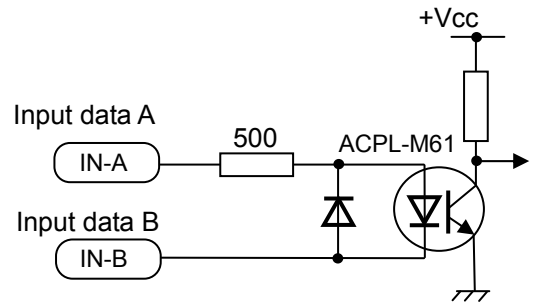 +Vcc
Input data A
500
ACPL-M61
IN-A
Input data B
IN-B